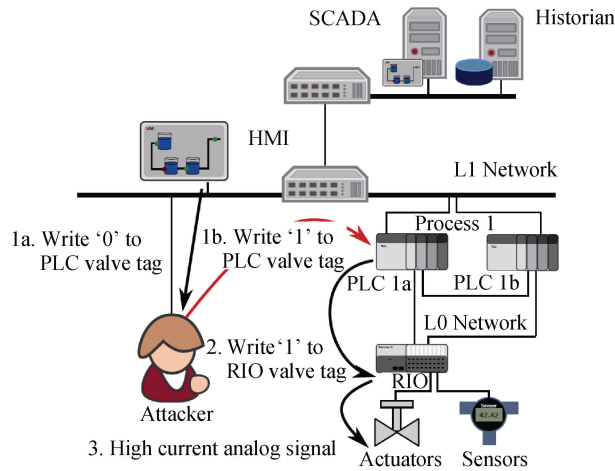 SCADA
Historian
HMI
L1 Network
1a. Write ‘0’ to
PLC valve tag
1b. Write ‘1’ to
PLC valve tag
Process 1
PLC 1a
PLC 1b
L0 Network
2. Write‘1’ to
RIO valve tag
RIO
Attacker
Sensor
42.42
3. High current analog signal
Actuators
Sensors